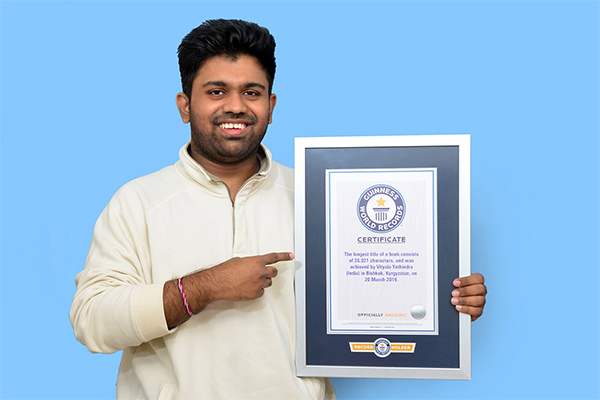 GUINNESS
WORLD RECORDS
CERTIFICATE
The longest title of a book consists
of 26,021 characters, and was
achieved by Vityala Yethindra
(India) in Bishkek, Kyrgyzstan, on
20 March 2019.
OFFICIALLY AMAZING
RECORD HOLDER